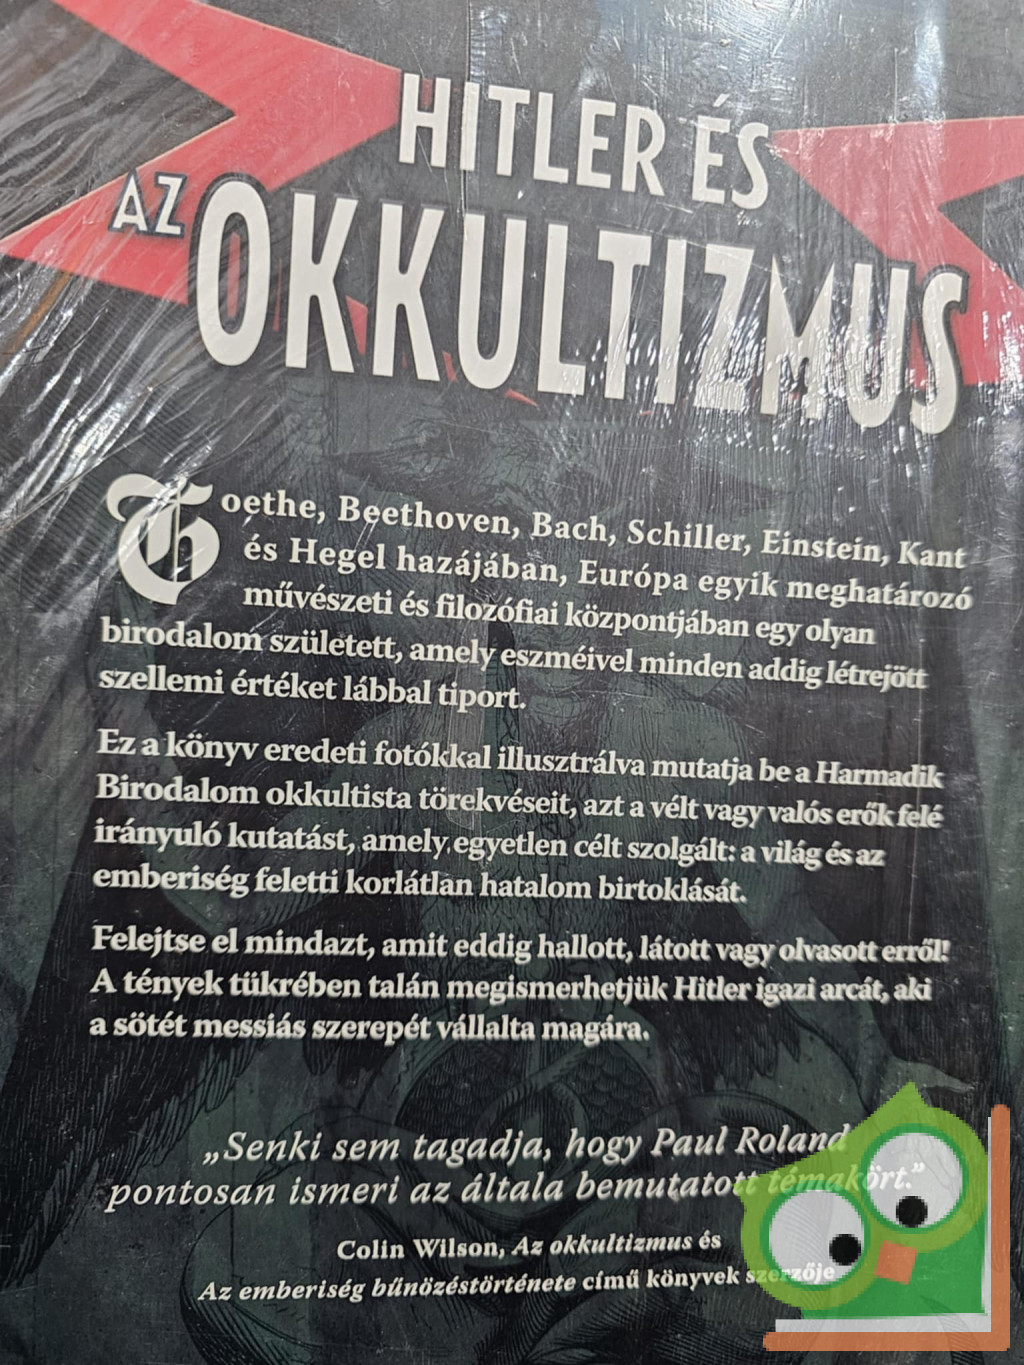 HITLER ÉS
AZ OKKULTIZMUS
Goethe, Beethoven, Bach, Schiller, Einstein, Kant
és Hegel hazájában, Európa egyik meghatározó
művészeti és filozófiai központjában egy olyan
birodalom született, amely eszméivel minden addig létrejött
szellemi értéket lábbal tiport.
Ez a könyv eredeti fotókkal illusztrálva mutatja be a Harmadik
Birodalom okkultista törekvéseit, azt a vélt vagy valós erők felé
irányuló kutatást, amely egyetlen célt szolgált: a világ és az
emberiség feletti korlátlan hatalom birtoklását.
Felejtse el mindazt, amit eddig hallott, látott vagy olvasott erről!
A tények tükrében talán megismerhetjük Hitler igazi arcát, aki
a sötét messiás szerepét vállalta magára.
„Senki sem tagadja, hogy Paul Roland
pontosan ismeri az általa bemutatott témakört.”
Colin Wilson, Az okkultizmus és
Az emberiség bűnözéstörténete című könyvek szerzője